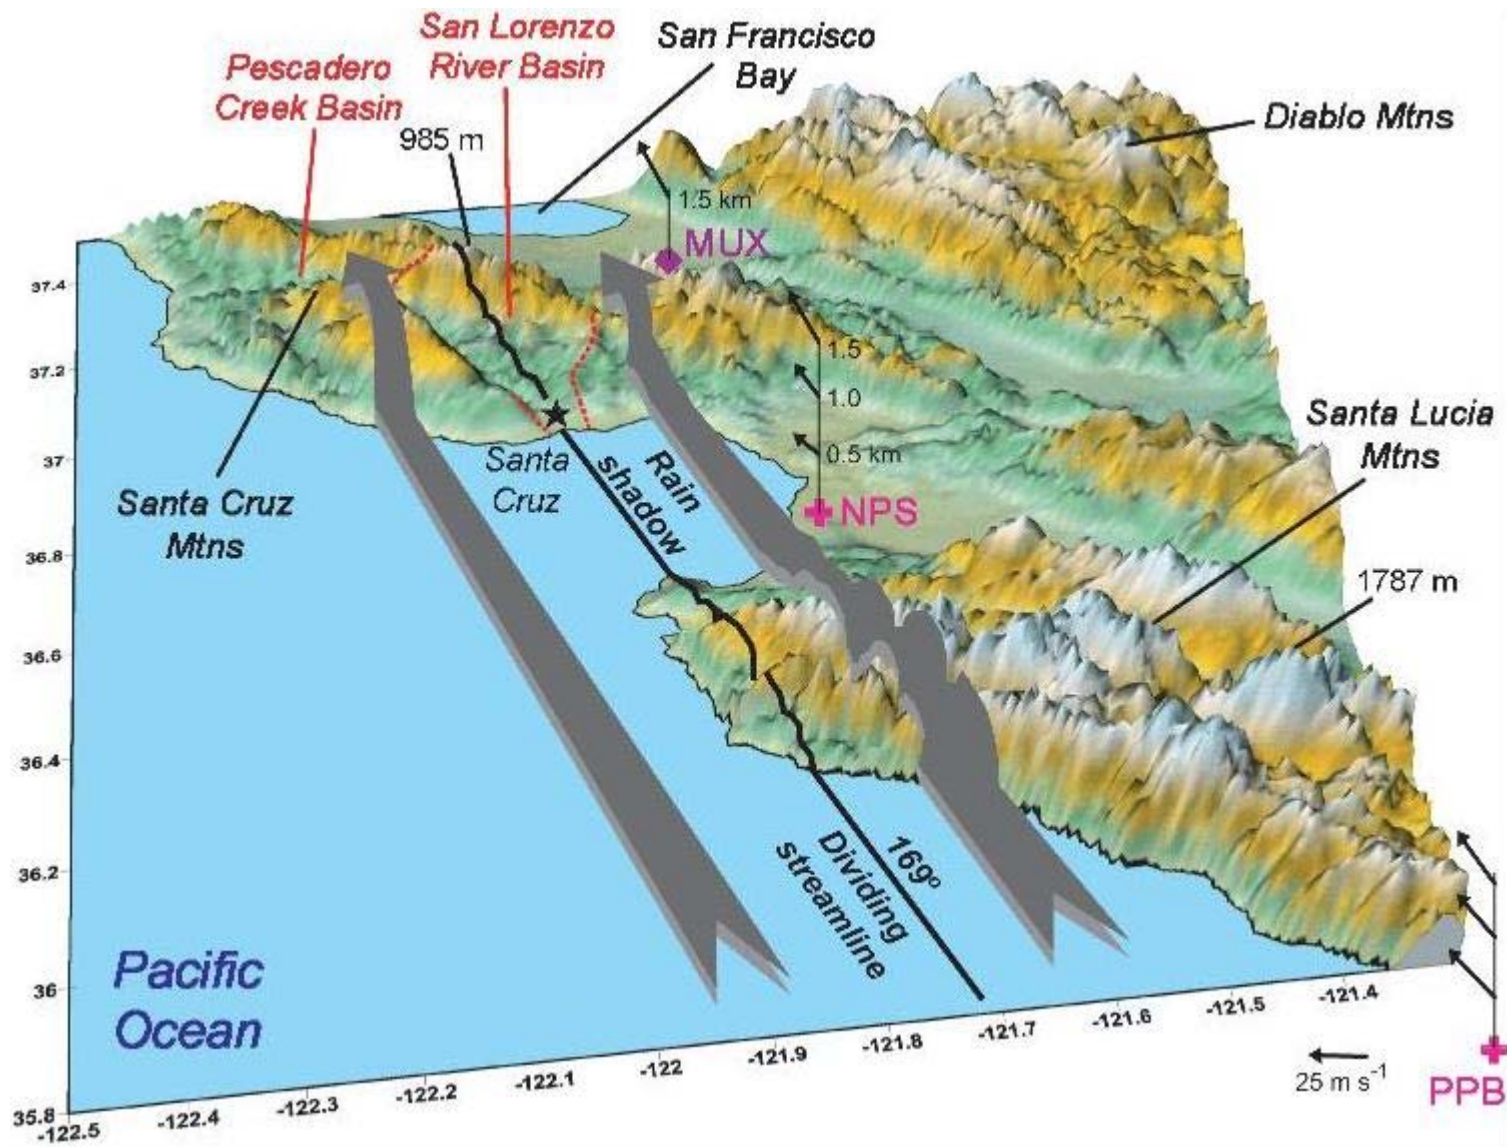 San Lorenzo
River Basin
San Francisco
Bay
Pescadero
Creek Basin
985 m
Diablo Mtns
1.5 km
MUX
37.4
37.2
37
36.8
36.6
36.4
36.2
36
35.8
1.5
1.0
0.5 km
NPS
Santa Lucia
Mtns
1787 m
Santa
Cruz
Rain
shadow
Santa Cruz
Mtns
169º
Dividing
streamline
Pacific
Ocean
-122.5
-122.4
-122.3
-122.2
-122.1
-122
-121.9
-121.8
-121.7
-121.6
-121.5
-121.4
25 m s⁻¹
PPB